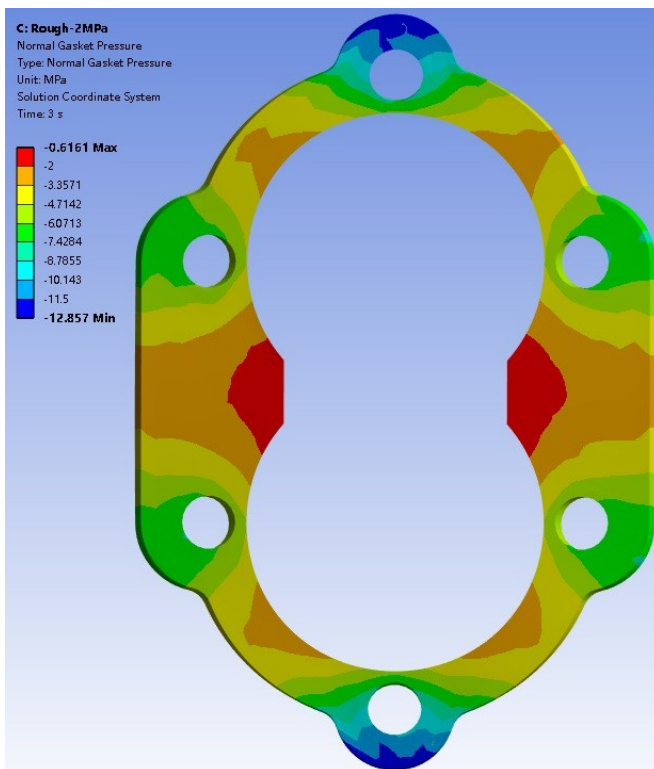 C: Rough-2MPa
Normal Gasket Pressure
Type: Normal Gasket Pressure
Unit: MPa
Solution Coordinate System
Time: 3 s
-0.6161 Max
-2
-3.3571
-4.7142
-6.0713
-7.4284
-8.7855
-10.143
-11.5
-12.857 Min